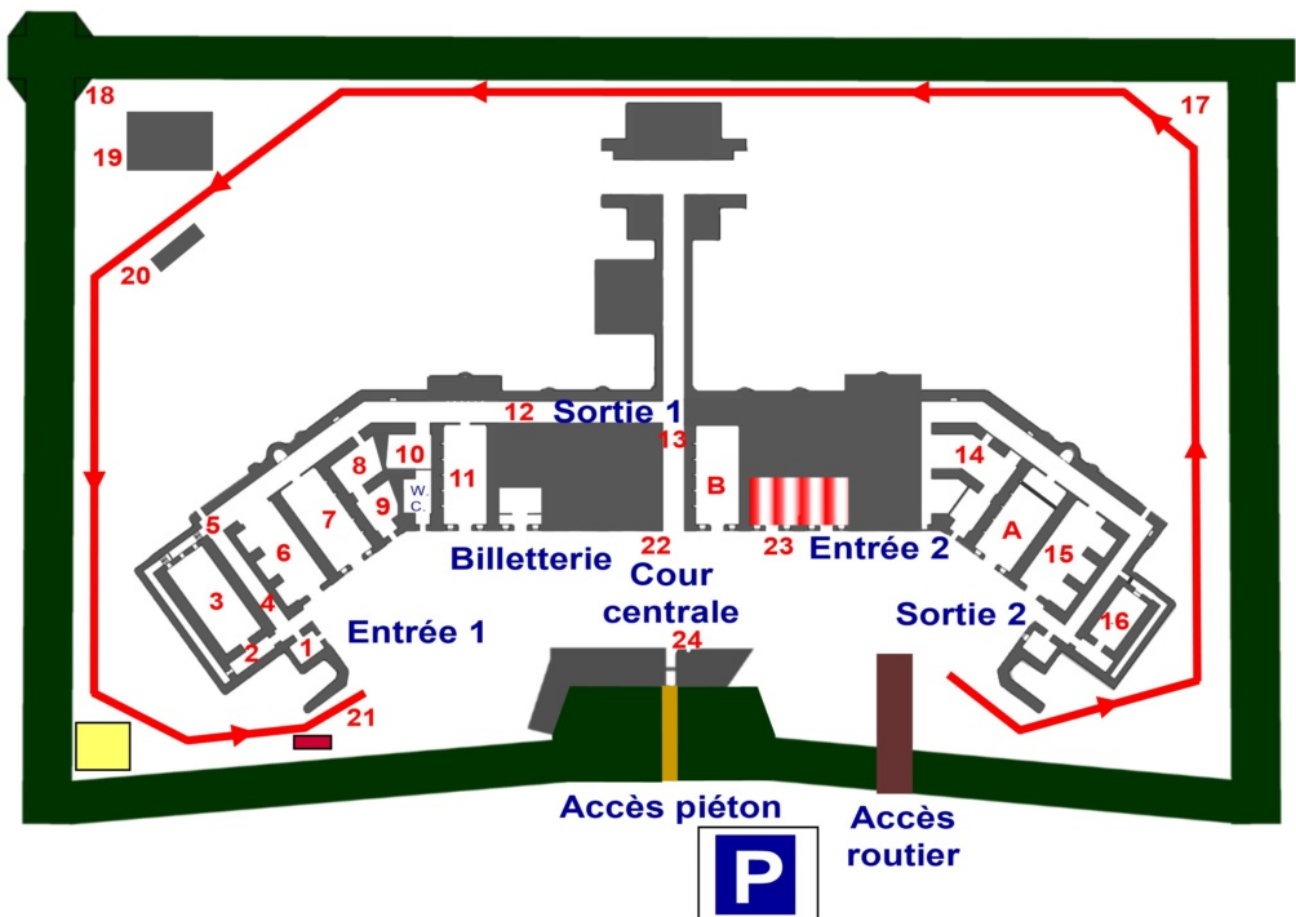 18
17
19
20
12
Sortie 1
13
10
8
14
11
B
W.
C.
9
7
5
A
6
22
23
Entrée 2
15
Billetterie
Cour
centrale
3
4
Sortie 2
16
Entrée 1
1
2
24
21
Accès piéton
Accès
routier
P